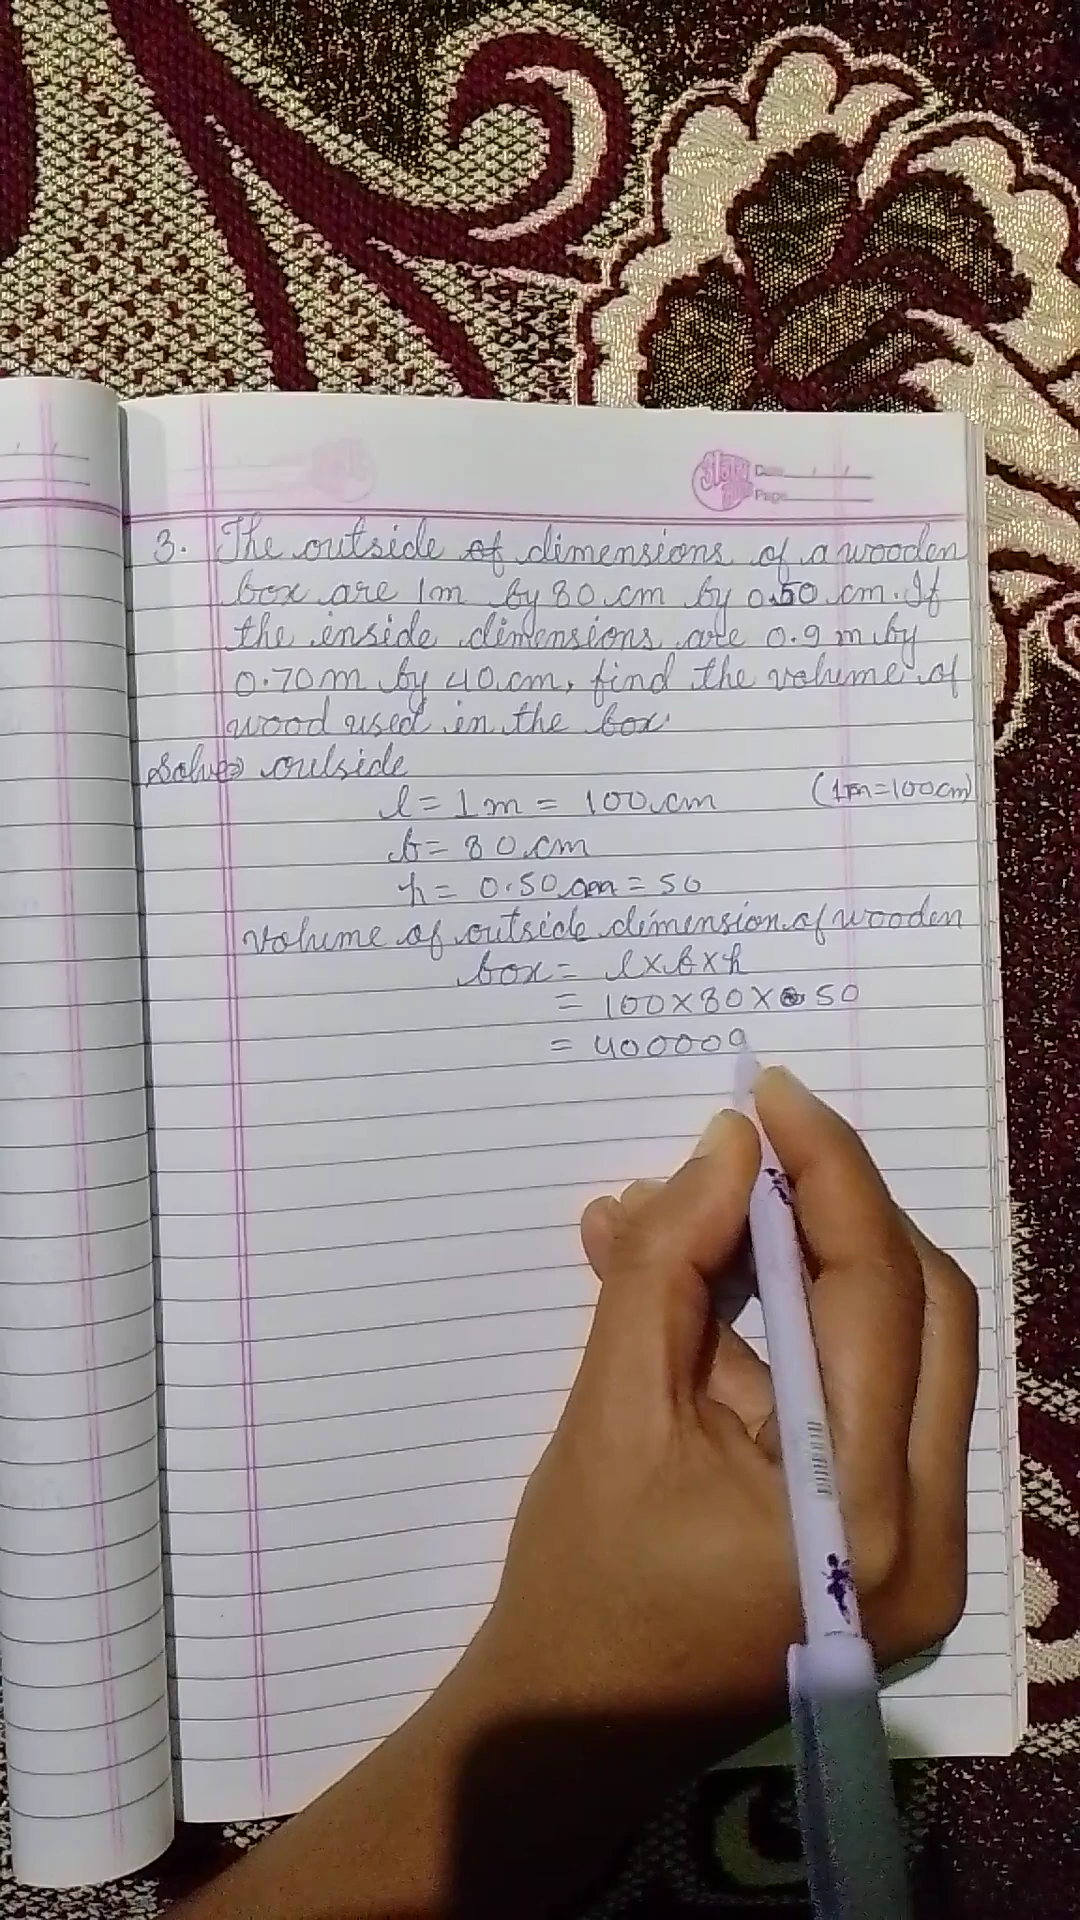 Date
Page
3. The outside of dimensions of a wooden
box are 1m by 80 cm by 0.50 cm. If
the inside dimensions are 0.9 m by
0.70m by 40 cm, find the volume of
wood used in the box
Solve⇒ outside
l = 1m = 100 cm (1m=100cm)
b = 80 cm
h = 0.50 cm = 50
Volume of outside dimension of wooden
box = l×b×h
= 100×80×50
= 400000